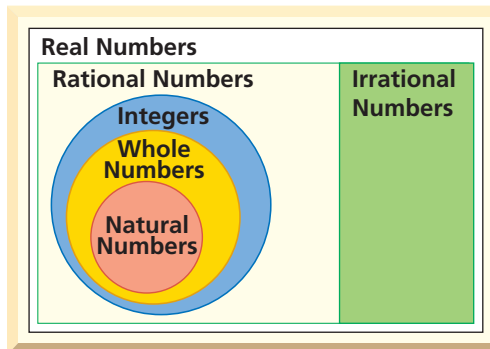 Real Numbers
Rational Numbers
Irrational
Numbers
Integers
Whole
Numbers
Natural
Numbers